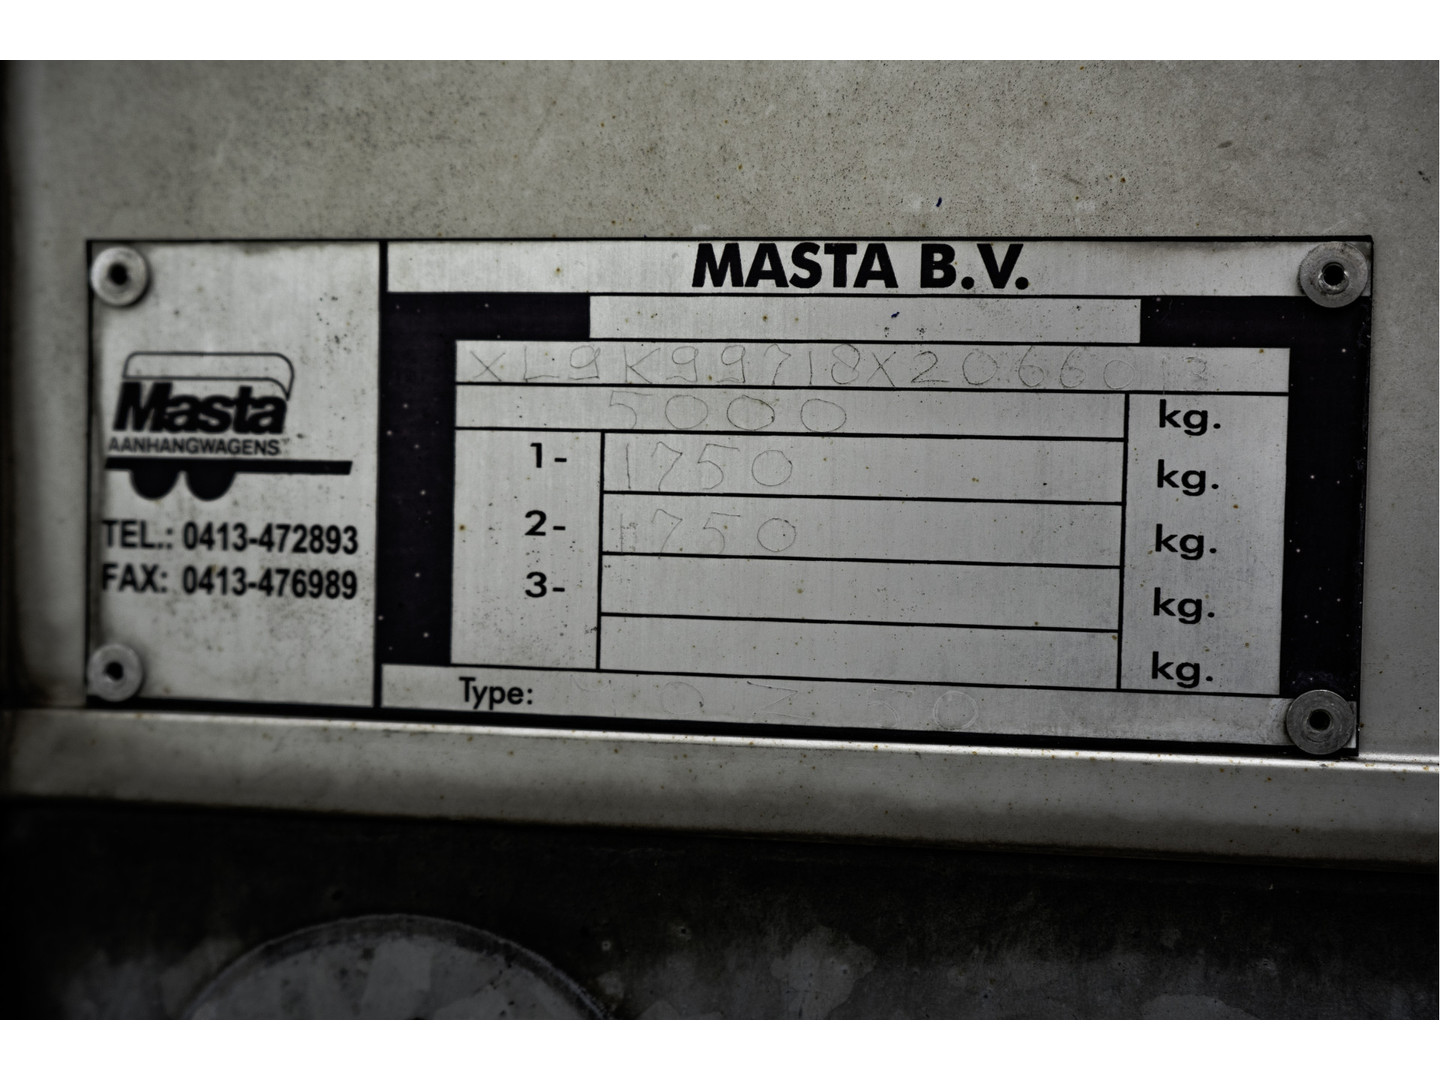 MASTA B.V.
XL9K99718X2066013
5000 kg.
1- 1750 kg.
2- 1750 kg.
3- kg.
kg.
Type:
Masta
AANHANGWAGENS
TEL.: 0413-472893
FAX: 0413-476989